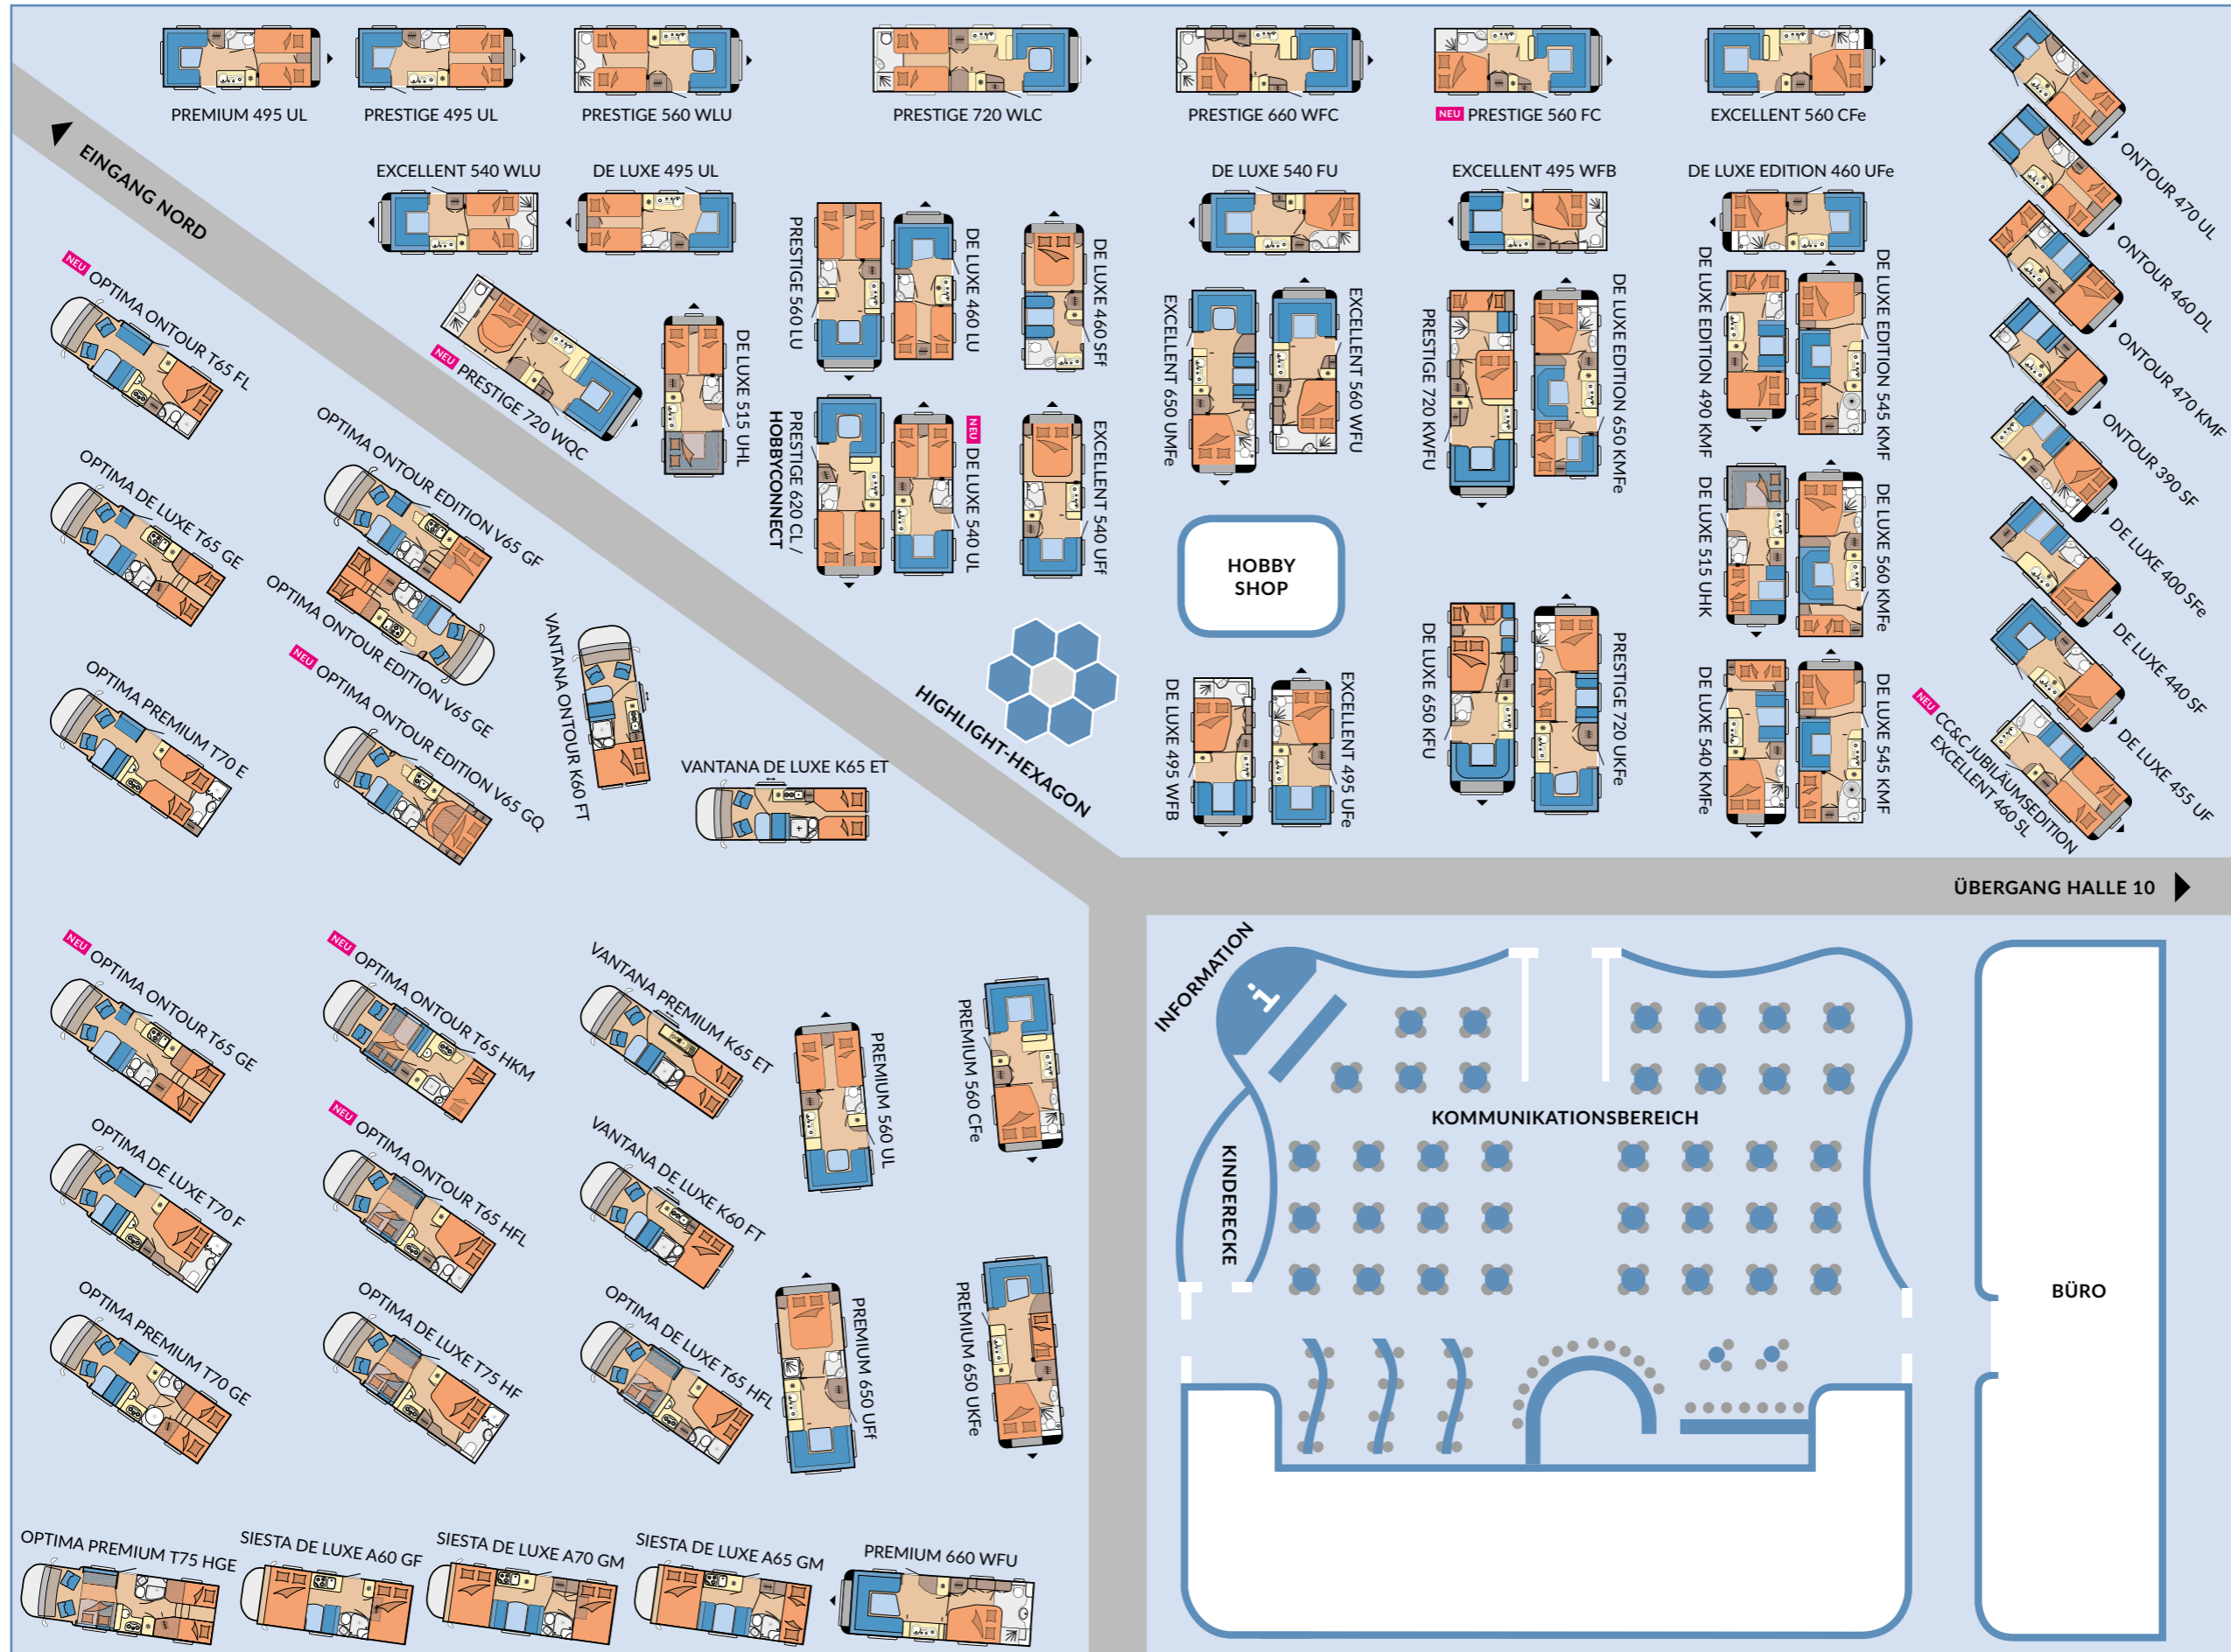 PREMIUM 495 UL
PRESTIGE 495 UL
PRESTIGE 560 WLU
PRESTIGE 720 WLC
PRESTIGE 660 WFC
NEU PRESTIGE 560 FC
EXCELLENT 560 CFe
ONTOUR 470 UL
ONTOUR 460 DL
ONTOUR 470 KMF
ONTOUR 390 SF
DE LUXE 400 SFe
DE LUXE 440 SF
DE LUXE 455 UF
NEU CC&C JUBILÄUMSEDITION
EXCELLENT 460 SL
EINGANG NORD
EXCELLENT 540 WLU
DE LUXE 495 UL
PRESTIGE 560 LU
DE LUXE 460 LU
DE LUXE 460 SFf
DE LUXE 540 FU
EXCELLENT 495 WFB
DE LUXE EDITION 460 UFe
NEU PRESTIGE 720 WQC
DE LUXE 515 UHL
PRESTIGE 620 CL /
HOBBYCONNECT
NEU DE LUXE 540 UL
EXCELLENT 540 UFf
EXCELLENT 650 UMFe
EXCELLENT 560 WFU
PRESTIGE 720 KWFU
DE LUXE EDITION 650 KMFe
DE LUXE EDITION 490 KMF
DE LUXE EDITION 545 KMF
DE LUXE 515 UHK
DE LUXE 560 KMFe
HOBBY
SHOP
DE LUXE 495 WFB
EXCELLENT 495 UFe
DE LUXE 650 KFU
PRESTIGE 720 UKFe
DE LUXE 540 KMFe
DE LUXE 545 KMF
HIGHLIGHT-HEXAGON
NEU OPTIMA ONTOUR T65 FL
OPTIMA DE LUXE T65 GE
OPTIMA ONTOUR EDITION V65 GF
OPTIMA ONTOUR EDITION V65 GE
OPTIMA PREMIUM T70 E
NEU OPTIMA ONTOUR EDITION V65 GQ
VANTANA ONTOUR K60 FT
VANTANA DE LUXE K65 ET
ÜBERGANG HALLE 10
NEU OPTIMA ONTOUR T65 GE
NEU OPTIMA ONTOUR T65 HKM
VANTANA PREMIUM K65 ET
PREMIUM 560 UL
PREMIUM 560 CFe
OPTIMA DE LUXE T70 F
NEU OPTIMA ONTOUR T65 HFL
VANTANA DE LUXE K60 FT
OPTIMA PREMIUM T70 GE
OPTIMA DE LUXE T75 HF
OPTIMA DE LUXE T65 HFL
PREMIUM 650 UFf
PREMIUM 650 UKFe
OPTIMA PREMIUM T75 HGE
SIESTA DE LUXE A60 GF
SIESTA DE LUXE A70 GM
SIESTA DE LUXE A65 GM
PREMIUM 660 WFU
INFORMATION
i
KOMMUNIKATIONSBEREICH
KINDERECKE
BÜRO